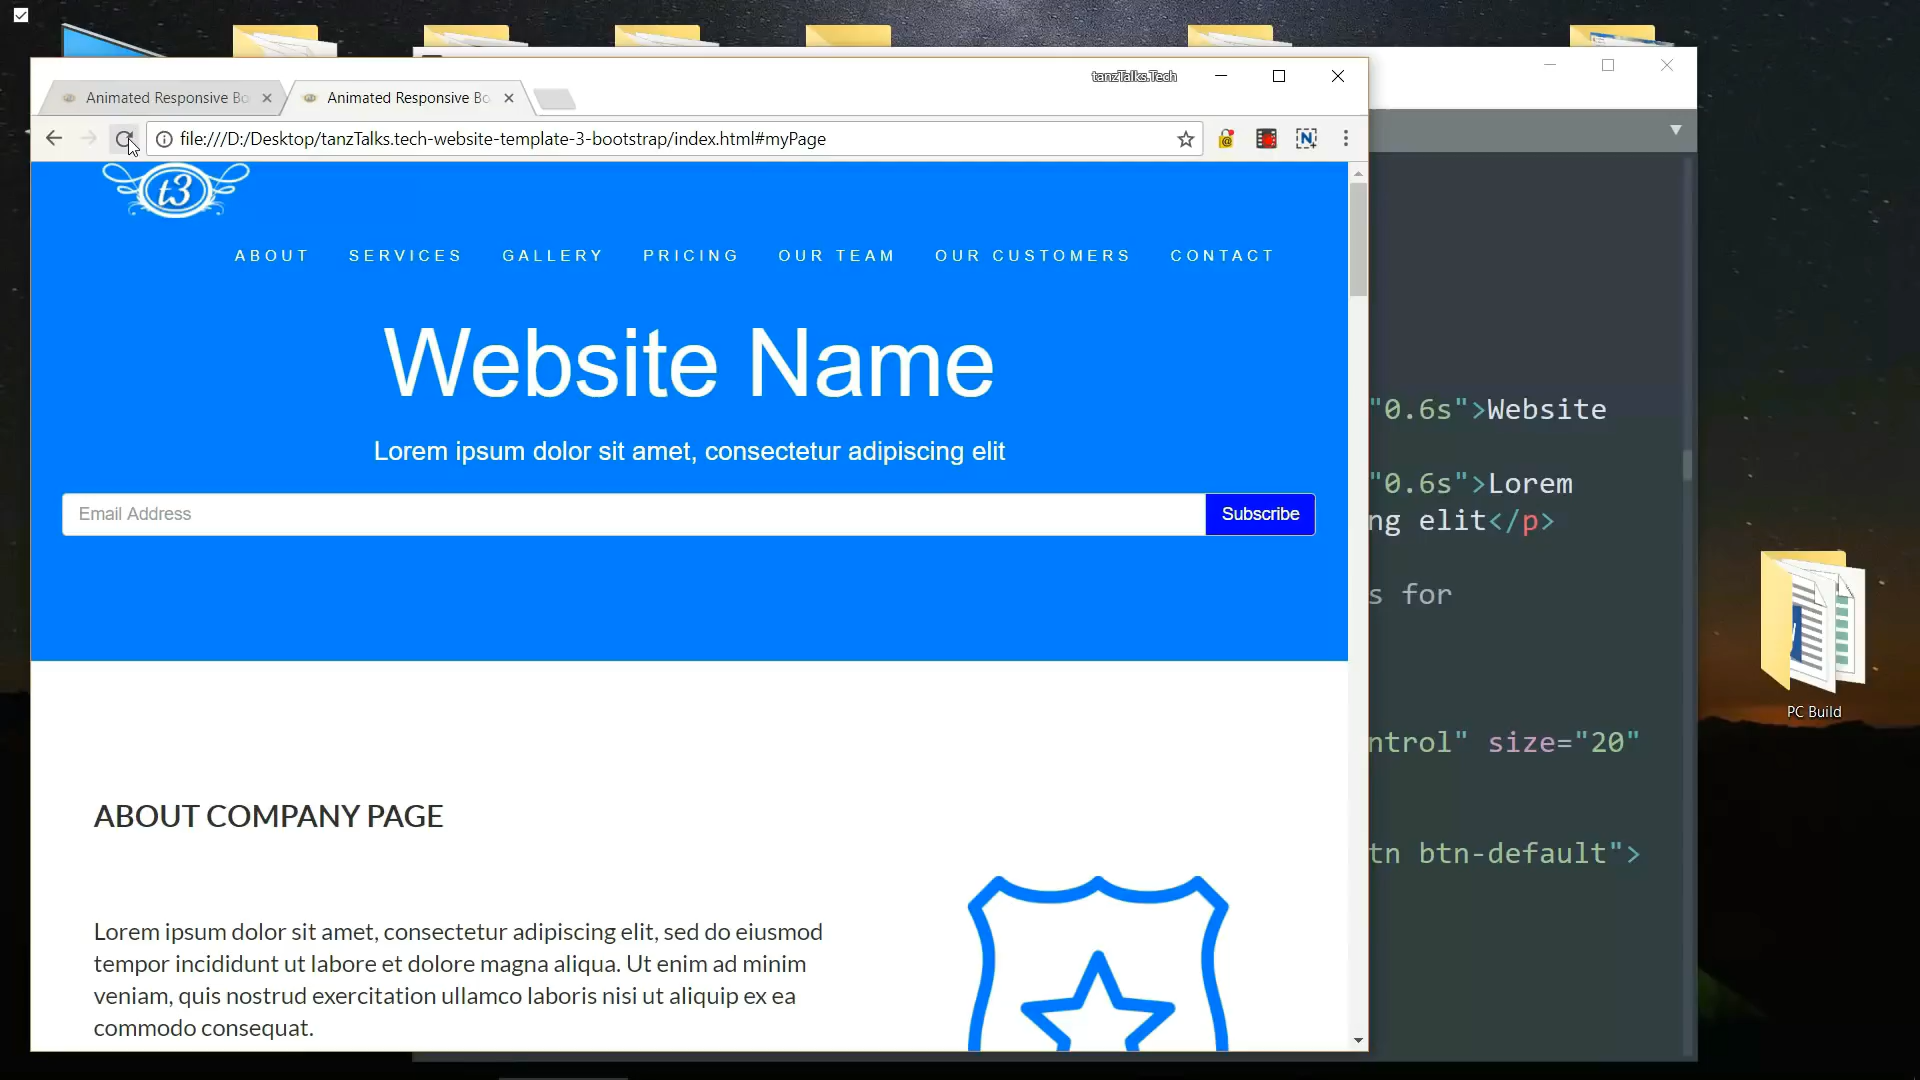 tanzTalks.Tech
Animated Responsive Bo
Animated Responsive Bo
file:///D:/Desktop/tanzTalks.tech-website-template-3-bootstrap/index.html#myPage
t3
ABOUT SERVICES GALLERY PRICING OUR TEAM OUR CUSTOMERS CONTACT
Website Name
Lorem ipsum dolor sit amet, consectetur adipiscing elit
Email Address
Subscribe
ABOUT COMPANY PAGE
Lorem ipsum dolor sit amet, consectetur adipiscing elit, sed do eiusmod
tempor incididunt ut labore et dolore magna aliqua. Ut enim ad minim
veniam, quis nostrud exercitation ullamco laboris nisi ut aliquip ex ea
commodo consequat.
"0.6s">Website
"0.6s">Lorem
ng elit</p>
s for
ntrol" size="20"
tn btn-default">
PC Build